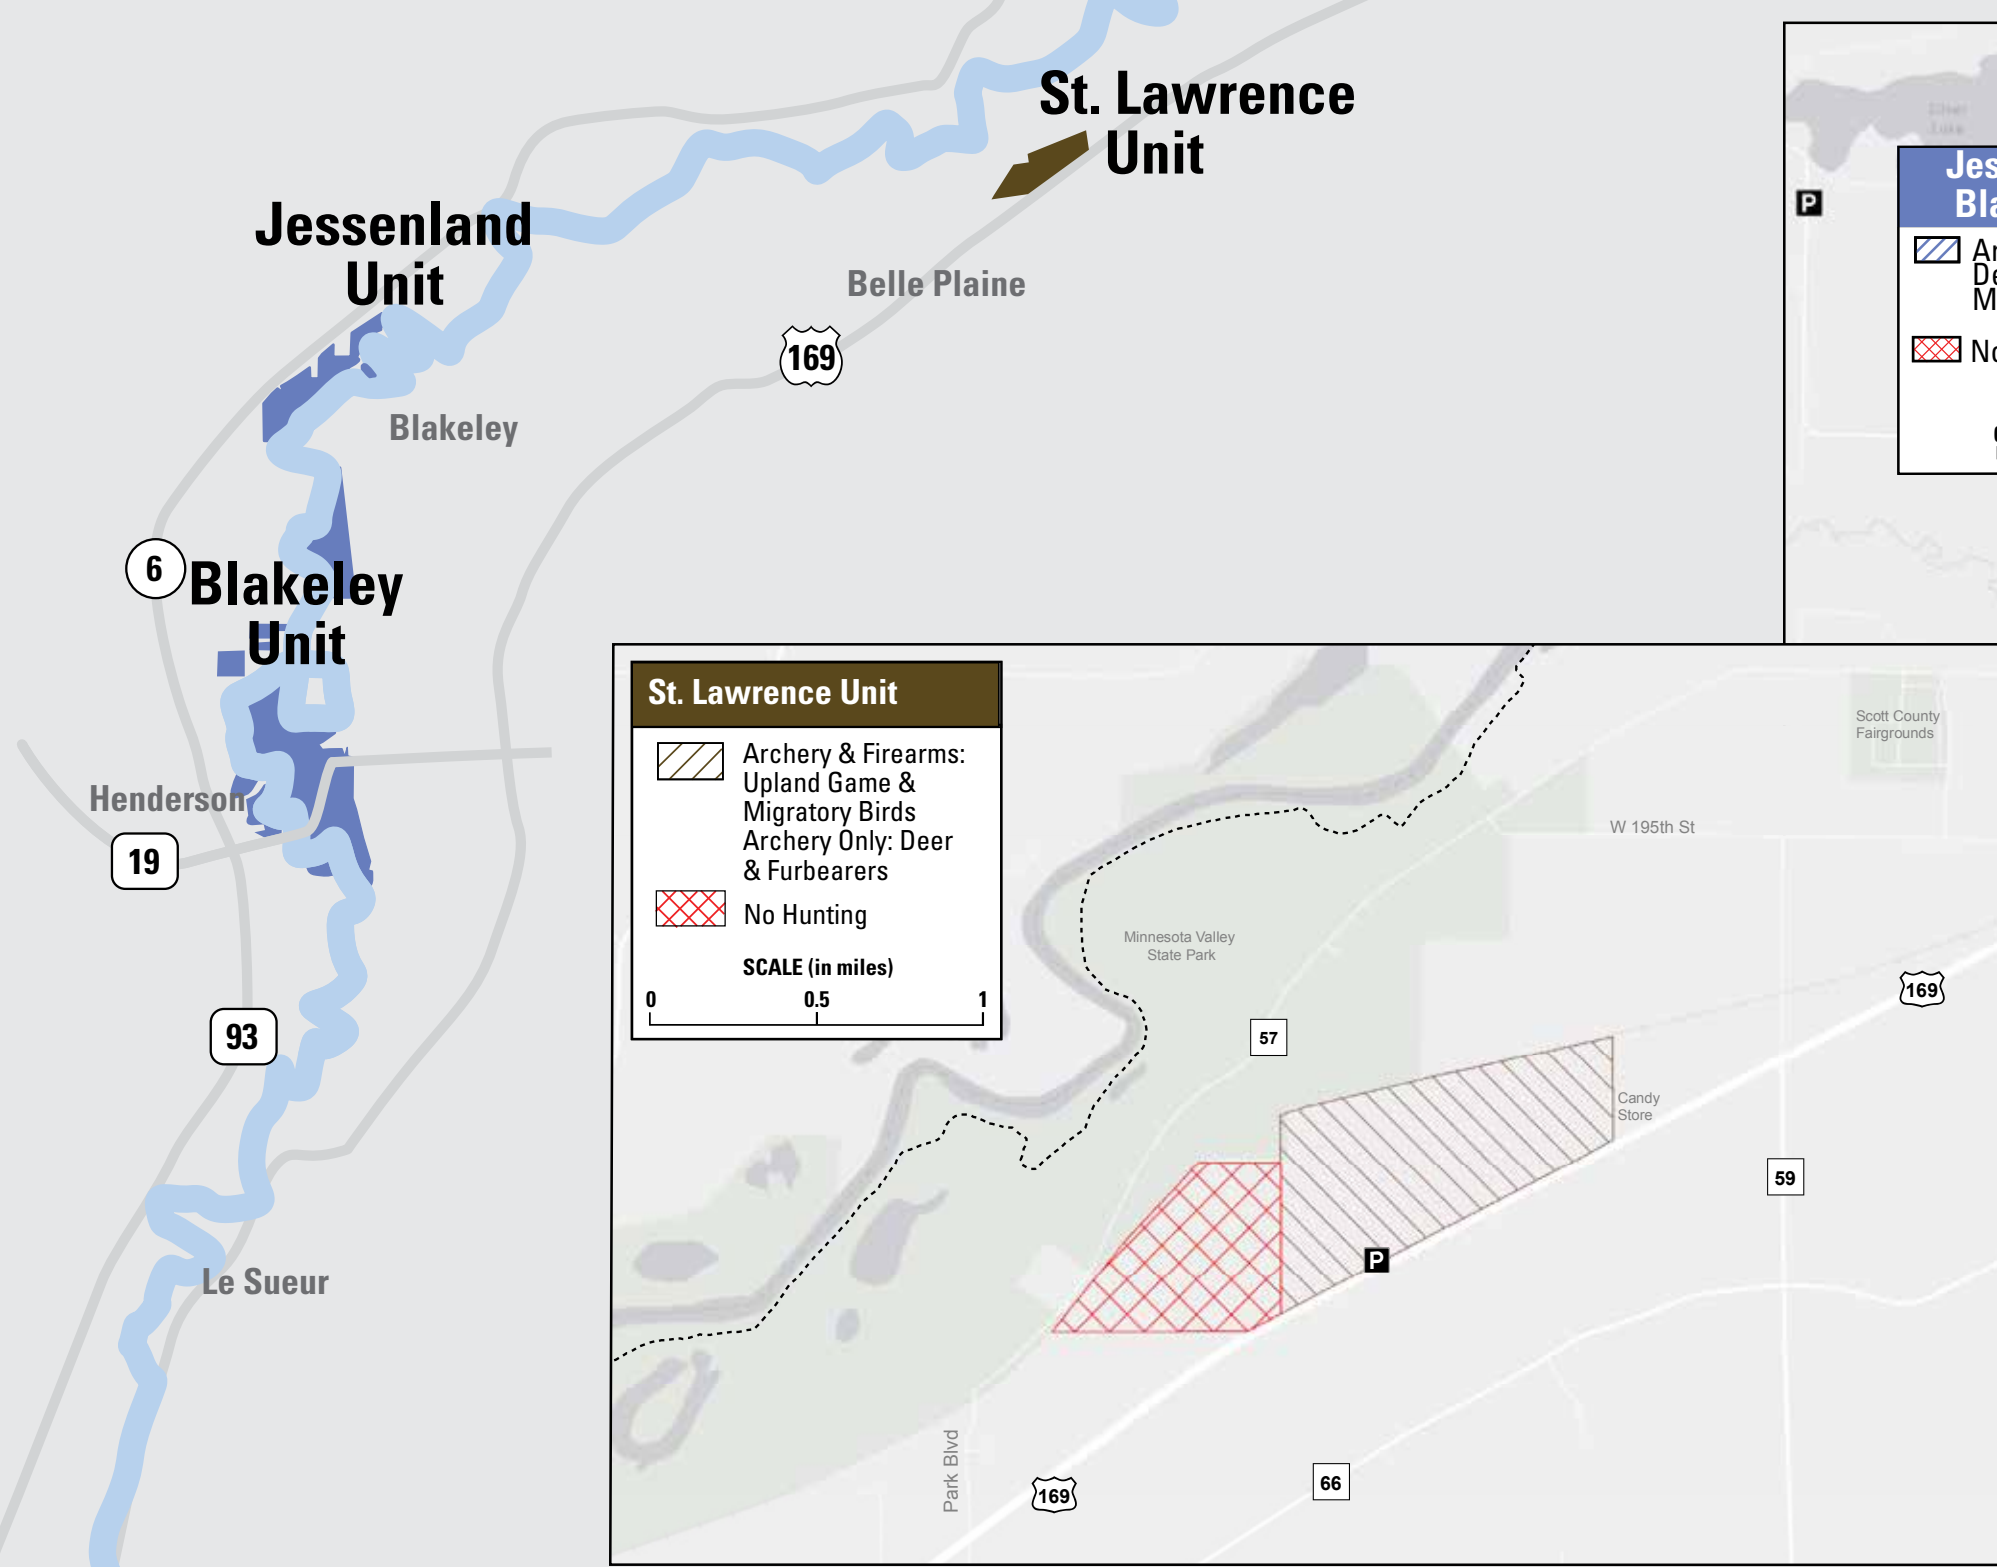 St. Lawrence
Unit
Jessenland
Unit
Belle Plaine
169
Blakeley
6
Blakeley
Unit
Henderson
19
93
Le Sueur
P
St. Lawrence Unit
Archery & Firearms:
Upland Game &
Migratory Birds
Archery Only: Deer
& Furbearers
No Hunting
SCALE (in miles)
0 0.5 1
Scott County
Fairgrounds
W 195th St
Minnesota Valley
State Park
169
57
Candy
Store
59
P
Park Blvd
169
66